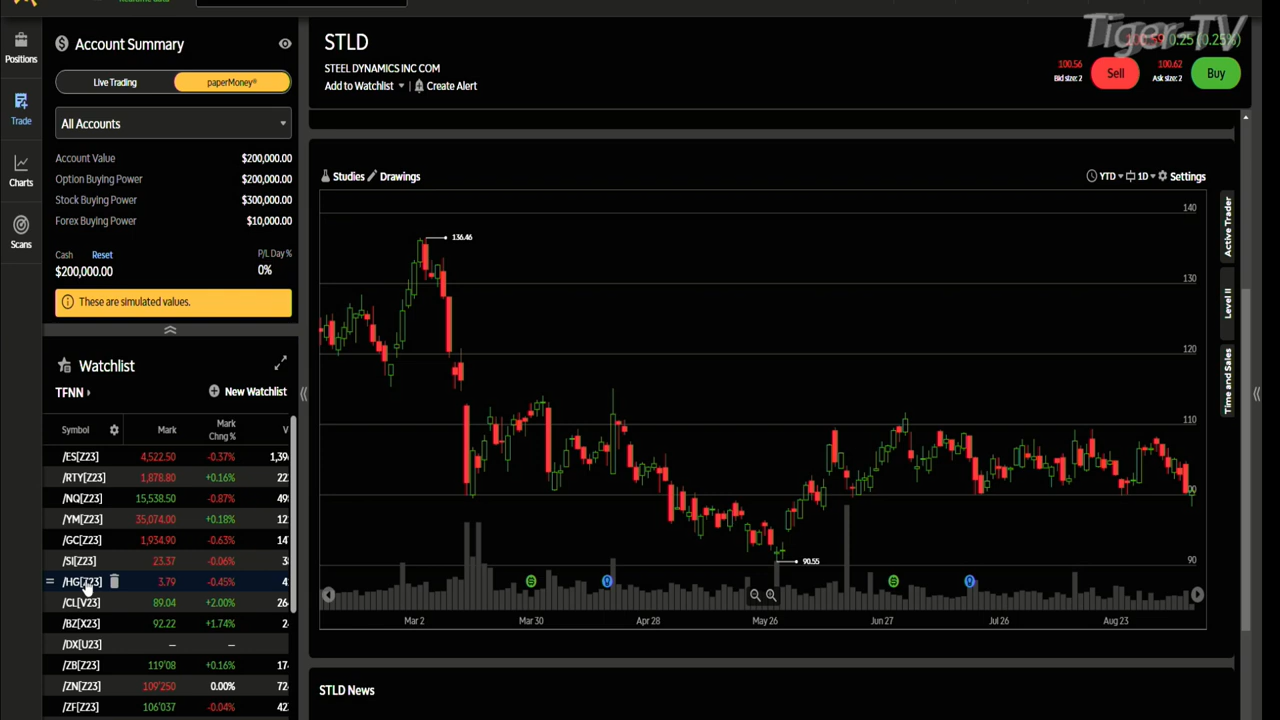 Tiger-TV
Account Summary
Live Trading
paperMoney®
All Accounts
Account Value $200,000.00
Option Buying Power $200,000.00
Stock Buying Power $300,000.00
Forex Buying Power $10,000.00
Cash Reset P/L Day %
$200,000.00 0%
These are simulated values.
Watchlist
TFNN
New Watchlist
Symbol Mark Mark Chng % V
/ES[Z23] 4,522.50 -0.37%
/RTY[Z23] 1,878.80 +0.16%
/NQ[Z23] 15,538.50 -0.87%
/YM[Z23] 35,074.00 +0.18%
/GC[Z23] 1,934.90 -0.63%
/SI[Z23] 23.37 -0.06%
/HG[Z23] 3.79 -0.45%
/CL[V23] 89.04 +2.00%
/BZ[X23] 92.22 +1.74%
/DX[U23] – –
/ZB[Z23] 119'08 +0.16%
/ZN[Z23] 109'250 0.00%
/ZF[Z23] 106'037 -0.04%
Positions
Trade
Charts
Scans
STLD
STEEL DYNAMICS INC COM
Add to Watchlist
Create Alert
100.59 0.25 (0.25%)
100.56
Bid size: 2
Sell
100.62
Ask size: 2
Buy
Studies
Drawings
YTD
1D
Settings
140
130
120
110
90
136.46
90.55
Mar 2 Mar 30 Apr 28 May 26 Jun 27 Jul 26 Aug 23
Active Trader
Level II
Time and Sales
STLD News